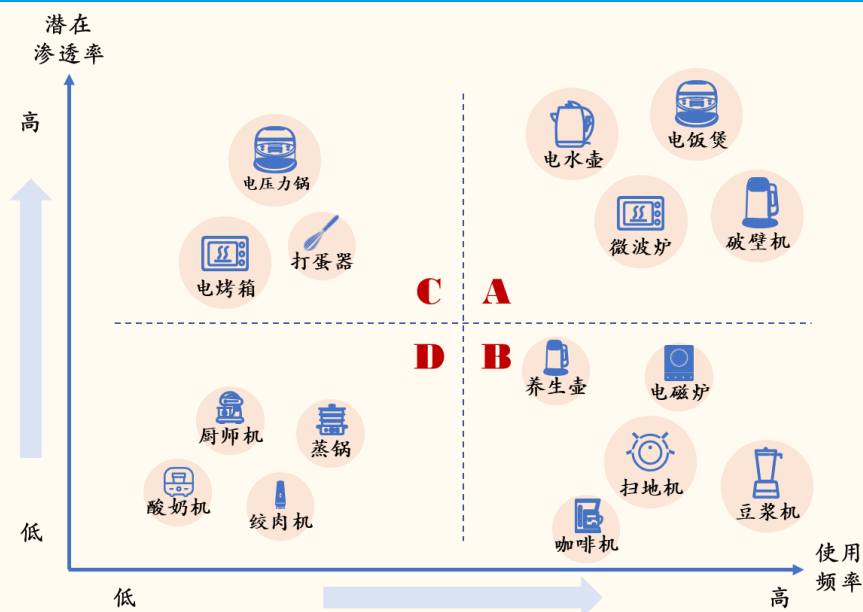 潜在
渗透率
高
电水壶
电饭煲
电压力锅
微波炉
破壁机
打蛋器
电烤箱
C
A
D
B
养生壶
电磁炉
厨师机
蒸锅
扫地机
酸奶机
绞肉机
豆浆机
咖啡机
低
使用
频率
低
高